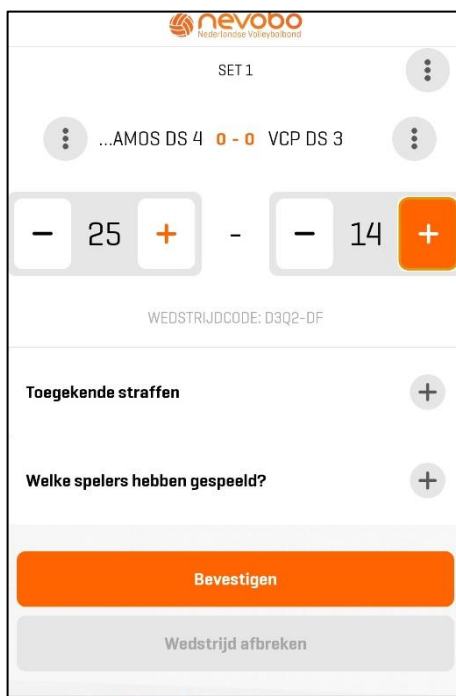 nevobo
Nederlandse Volleybalbond
SET 1
...AMOS DS 4 0 - 0 VCP DS 3
− 25 + - − 14 +
WEDSTRIJDCODE: D3Q2-DF
Toegekende straffen +
Welke spelers hebben gespeeld? +
Bevestigen
Wedstrijd afbreken